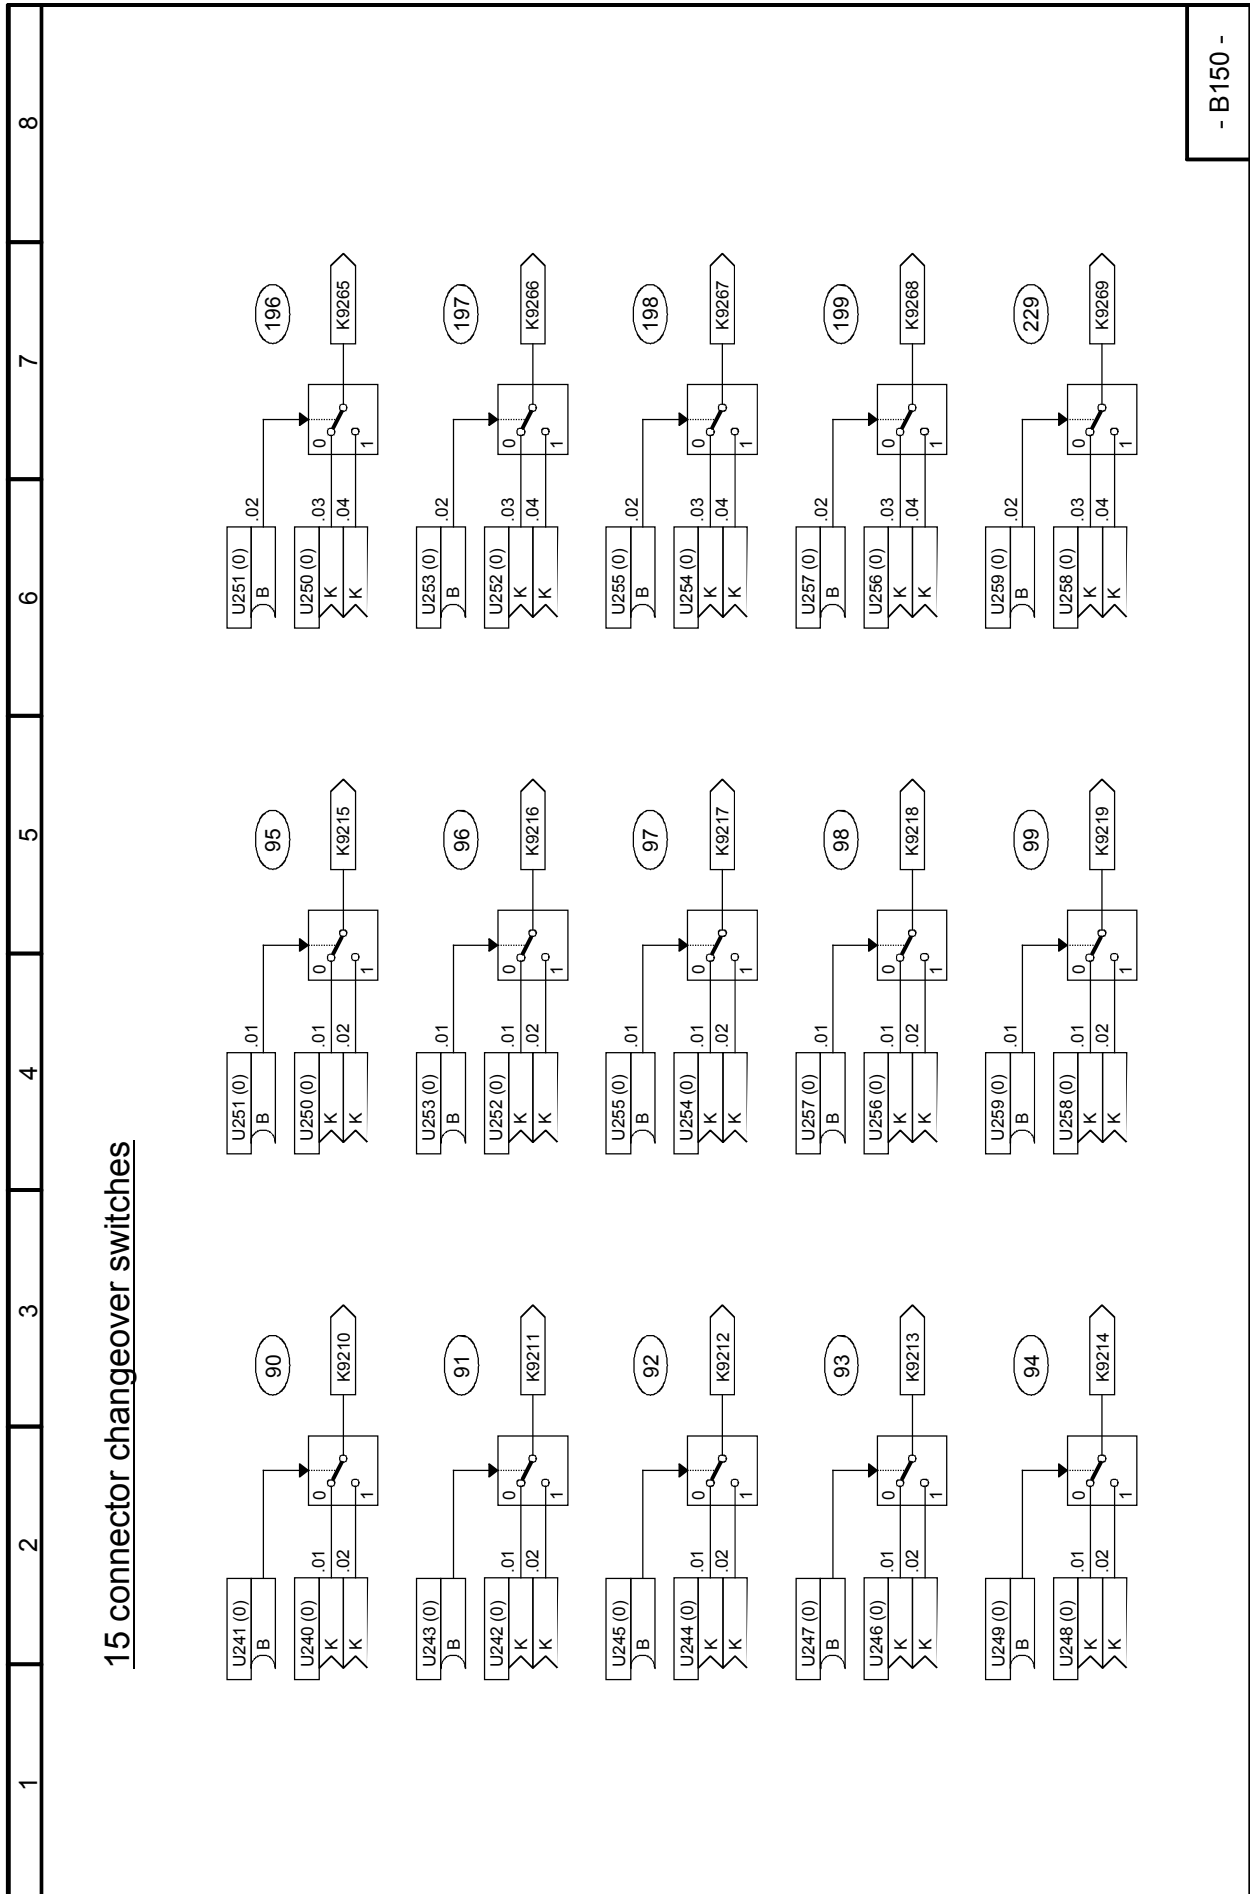 1 2 3 4 5 6 7 8
15 connector changeover switches
U241 (0)
B
90
U240 (0)
0
K .01 K9210
K .02
1
U251 (0)
.01
B
95
U250 (0)
0
K .01 K9215
K .02
1
U251 (0)
.02
B
196
U250 (0)
0
K .03 K9265
K .04
1
U243 (0)
B
91
U242 (0)
0
K .01 K9211
K .02
1
U253 (0)
.01
B
96
U252 (0)
0
K .01 K9216
K .02
1
U253 (0)
.02
B
197
U252 (0)
0
K .03 K9266
K .04
1
U245 (0)
B
92
U244 (0)
0
K .01 K9212
K .02
1
U255 (0)
.01
B
97
U254 (0)
0
K .01 K9217
K .02
1
U255 (0)
.02
B
198
U254 (0)
0
K .03 K9267
K .04
1
U247 (0)
B
93
U246 (0)
0
K .01 K9213
K .02
1
U257 (0)
.01
B
98
U256 (0)
0
K .01 K9218
K .02
1
U257 (0)
.02
B
199
U256 (0)
0
K .03 K9268
K .04
1
U249 (0)
B
94
U248 (0)
0
K .01 K9214
K .02
1
U259 (0)
.01
B
99
U258 (0)
0
K .01 K9219
K .02
1
U259 (0)
.02
B
229
U258 (0)
0
K .03 K9269
K .04
1
- B150 -